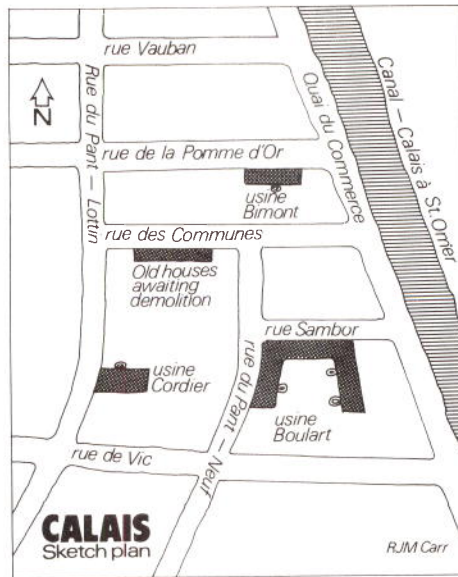 rue Vauban
Rue du Pant – Lottin
Quai du Commerce
Canal – Calais à St. Omer
N
rue de la Pomme d'Or
usine
Bimont
rue des Communes
Old houses
awaiting
demolition
rue Sambor
usine
Cordier
rue du Pant – Neuf
usine
Boulart
rue de Vic
CALAIS
Sketch plan
RJM Carr